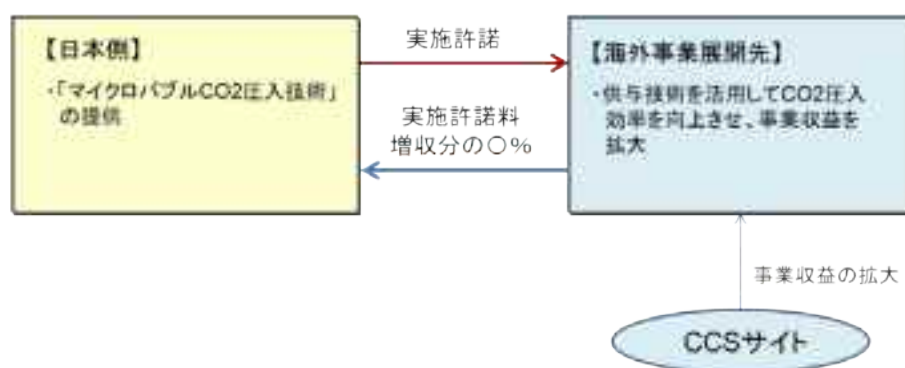 【日本側】
・「マイクロバブルCO2圧入技術」
の提供
実施許諾
実施許諾料
増収分の〇%
【海外事業展開先】
・供与技術を活用してCO2圧入
効率を向上させ、事業収益を
拡大
事業収益の拡大
CCSサイト